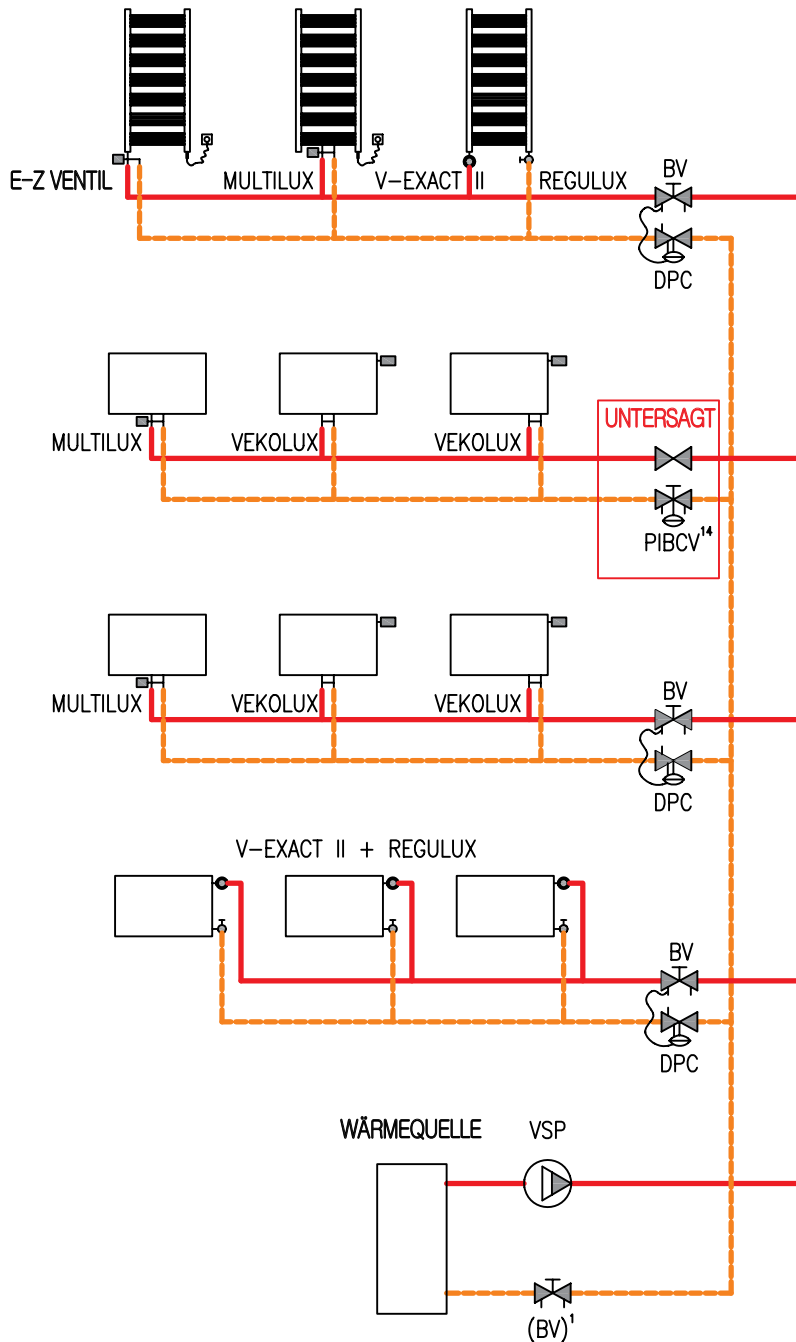 BV
E-Z VENTIL
MULTILUX
V-EXACT II
REGULUX
DPC
UNTERSAGT
MULTILUX
VEKOLUX
VEKOLUX
PIBCV¹⁴
MULTILUX
VEKOLUX
VEKOLUX
BV
DPC
V-EXACT II + REGULUX
BV
DPC
WÄRMEQUELLE
VSP
(BV)¹